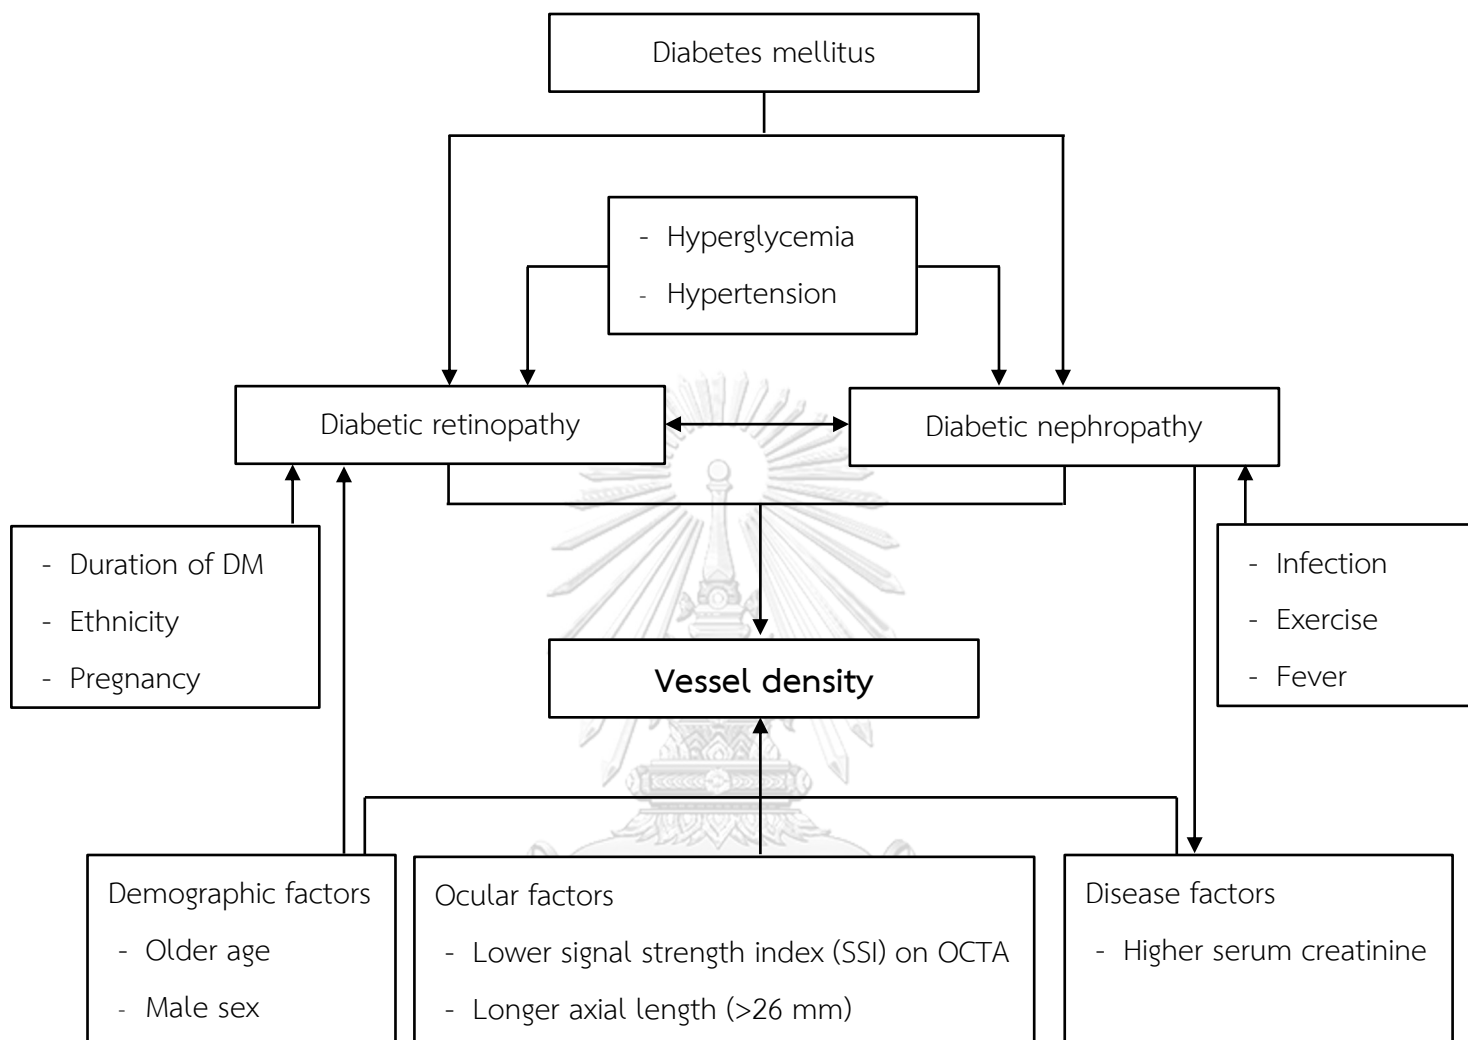 Diabetes mellitus
- Hyperglycemia
- Hypertension
Diabetic retinopathy
Diabetic nephropathy
- Duration of DM
- Ethnicity
- Pregnancy
- Infection
- Exercise
- Fever
Vessel density
Demographic factors
- Older age
- Male sex
Ocular factors
- Lower signal strength index (SSI) on OCTA
- Longer axial length (>26 mm)
Disease factors
- Higher serum creatinine